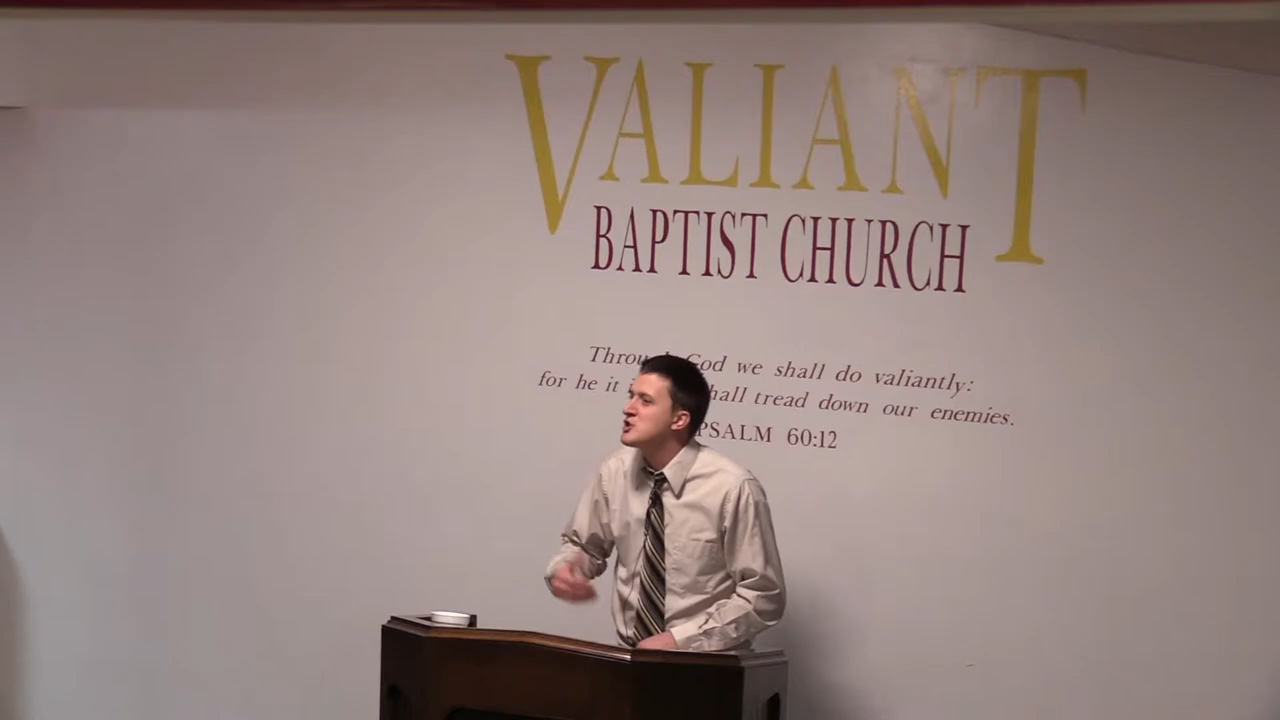 VALIANT
BAPTIST CHURCH
Throu God we shall do valiantly:
for he it hall tread down our enemies.
PSALM 60:12